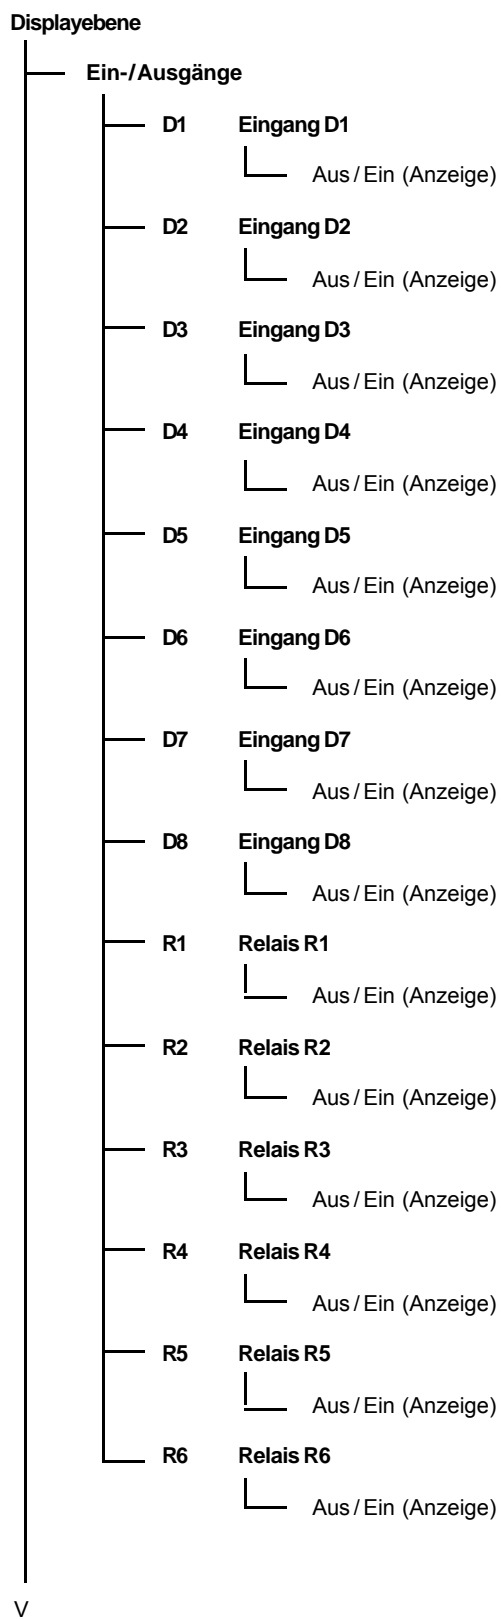 Displayebene
Ein-/Ausgänge
D1 Eingang D1
Aus/Ein (Anzeige)
D2 Eingang D2
Aus/Ein (Anzeige)
D3 Eingang D3
Aus/Ein (Anzeige)
D4 Eingang D4
Aus/Ein (Anzeige)
D5 Eingang D5
Aus/Ein (Anzeige)
D6 Eingang D6
Aus/Ein (Anzeige)
D7 Eingang D7
Aus/Ein (Anzeige)
D8 Eingang D8
Aus/Ein (Anzeige)
R1 Relais R1
Aus/Ein (Anzeige)
R2 Relais R2
Aus/Ein (Anzeige)
R3 Relais R3
Aus/Ein (Anzeige)
R4 Relais R4
Aus/Ein (Anzeige)
R5 Relais R5
Aus/Ein (Anzeige)
R6 Relais R6
Aus/Ein (Anzeige)
V